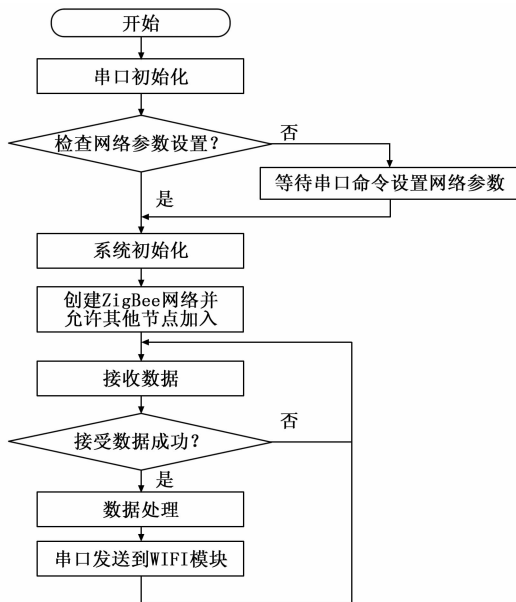 开始
串口初始化
检查网络参数设置？
否
等待串口命令设置网络参数
是
系统初始化
创建ZigBee网络并
允许其他节点加入
接收数据
接受数据成功？
否
是
数据处理
串口发送到WIFI模块